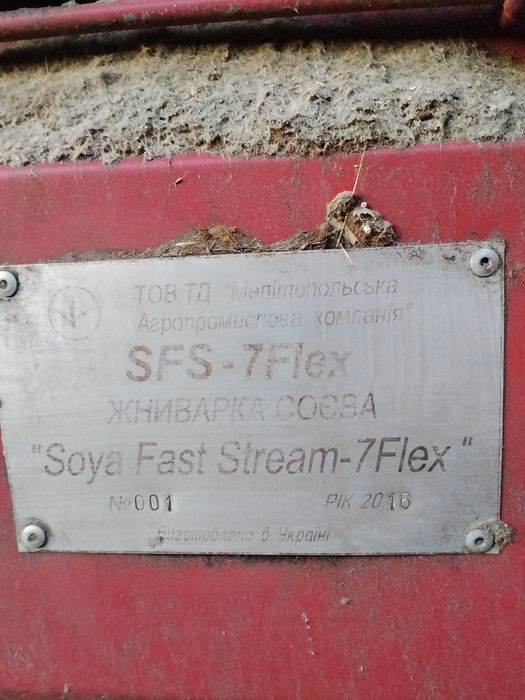 ТОВ ТД "Мелітопольська
Агропромислова компанія"
SFS-7Flex
ЖНИВАРКА СОЄВА
"Soya Fast Stream-7Flex"
№001 РІК 2016
Виготовлено в Україні